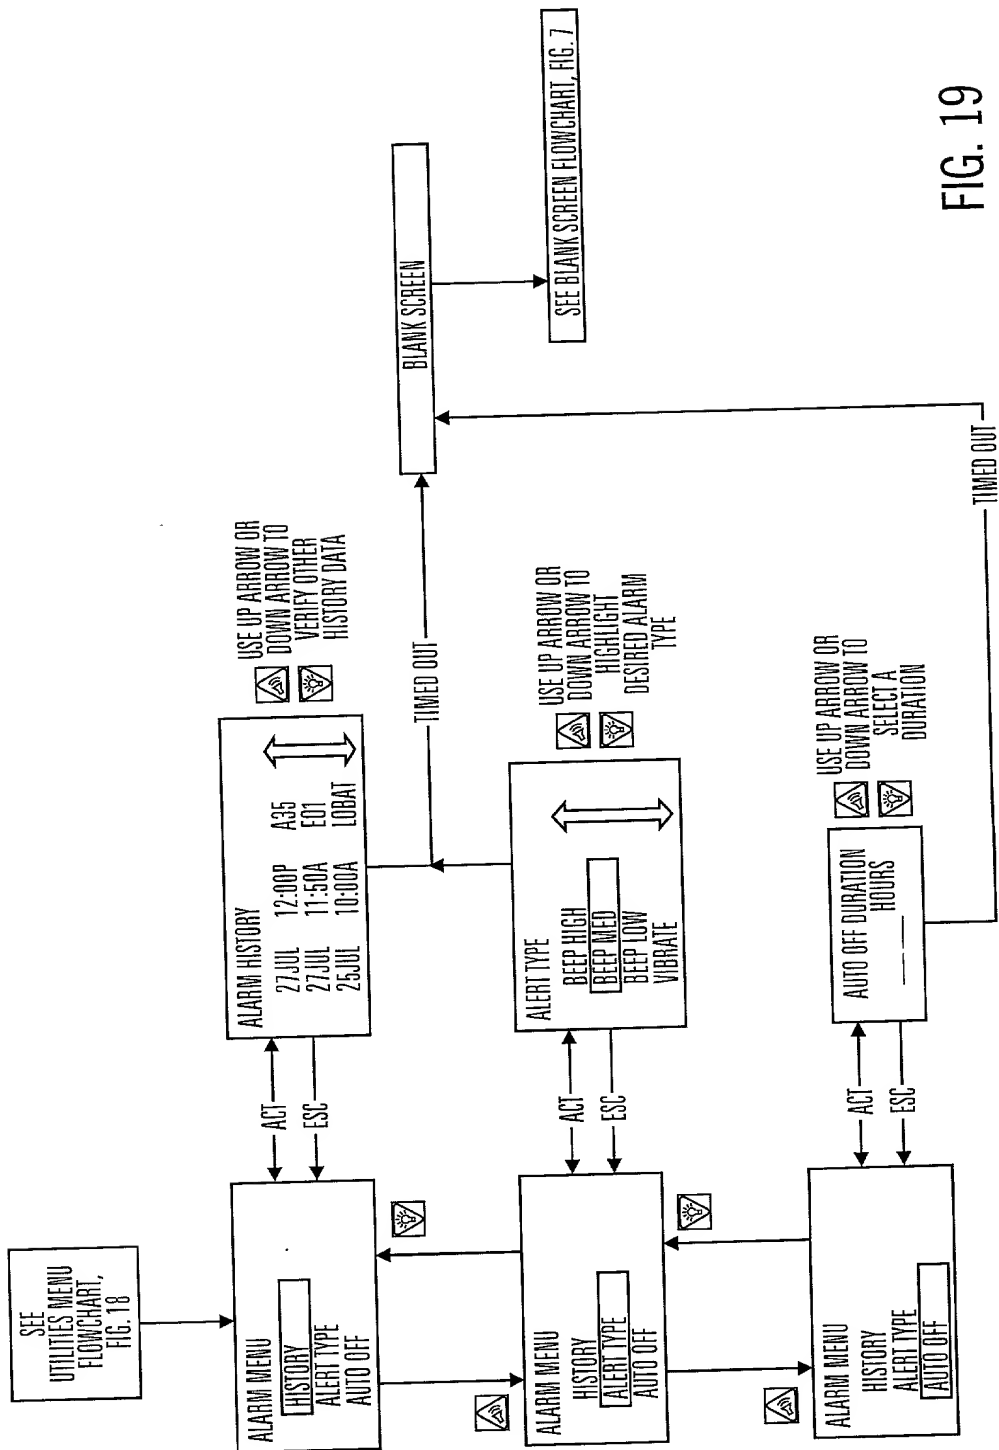 SEE
UTILITIES MENU
FLOWCHART,
FIG. 18
ALARM MENU
HISTORY
ALERT TYPE
AUTO OFF
ACT
ESC
ALARM HISTORY
27JUL 12:00P A35
27JUL 11:50A E01
25JUL 10:00A LOBAT
USE UP ARROW OR
DOWN ARROW TO
VERIFY OTHER
HISTORY DATA
TIMED OUT
BLANK SCREEN
SEE BLANK SCREEN FLOWCHART, FIG. 7
ALARM MENU
HISTORY
ALERT TYPE
AUTO OFF
ACT
ESC
ALERT TYPE
BEEP HIGH
BEEP MED
BEEP LOW
VIBRATE
USE UP ARROW OR
DOWN ARROW TO
HIGHLIGHT
DESIRED ALARM
TYPE
ALARM MENU
HISTORY
ALERT TYPE
AUTO OFF
ACT
ESC
AUTO OFF DURATION
HOURS
USE UP ARROW OR
DOWN ARROW TO
SELECT A
DURATION
TIMED OUT
FIG. 19